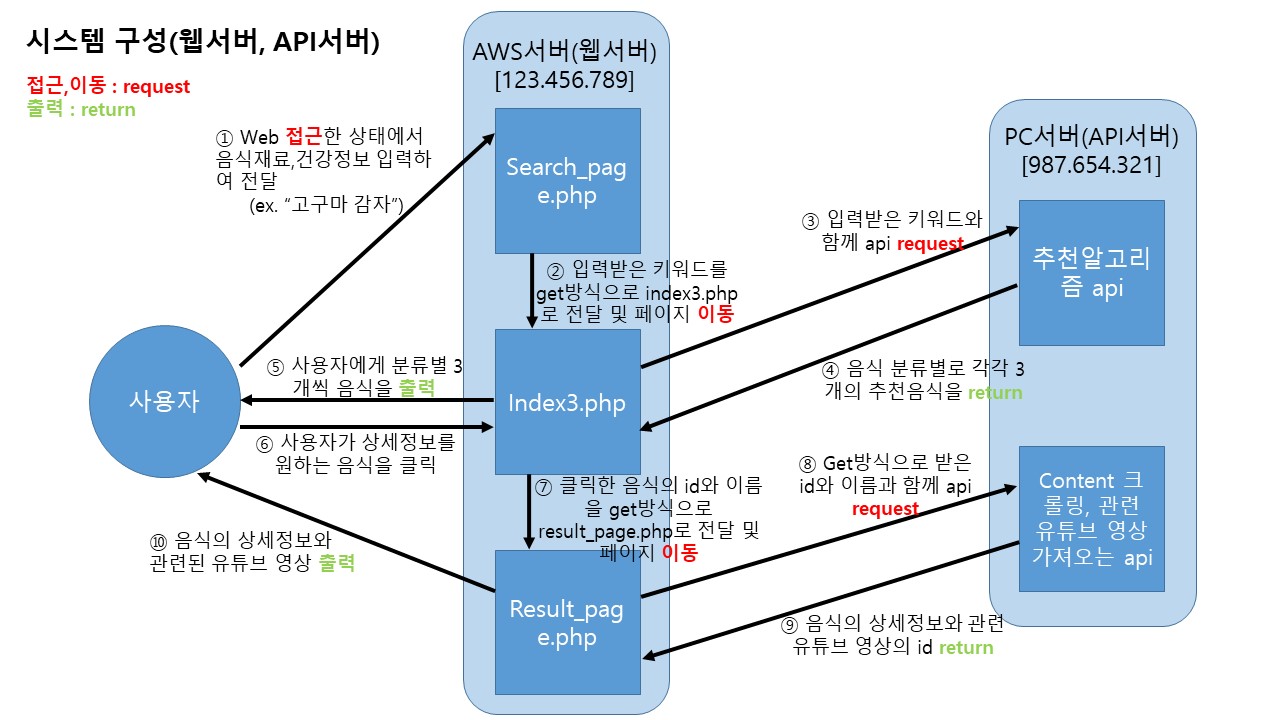 시스템 구성(웹서버, API서버)
접근,이동 : request
출력 : return
AWS서버(웹서버)
[123.456.789]
Search_pag
e.php
① Web 접근한 상태에서
음식재료,건강정보 입력하
여 전달
(ex. “고구마 감자”)
PC서버(API서버)
[987.654.321]
② 입력받은 키워드를
get방식으로 index3.php
로 전달 및 페이지 이동
③ 입력받은 키워드와
함께 api request
추천알고리
즘 api
사용자
⑤ 사용자에게 분류별 3
개씩 음식을 출력
Index3.php
④ 음식 분류별로 각각 3
개의 추천음식을 return
⑥ 사용자가 상세정보를
원하는 음식을 클릭
⑦ 클릭한 음식의 id와 이름
을 get방식으로
result_page.php로 전달 및
페이지 이동
⑧ Get방식으로 받은
id와 이름과 함께 api
request
Content 크
롤링, 관련
유튜브 영상
가져오는 api
⑩ 음식의 상세정보와
관련된 유튜브 영상 출력
Result_pag
e.php
⑨ 음식의 상세정보와 관련
유튜브 영상의 id return